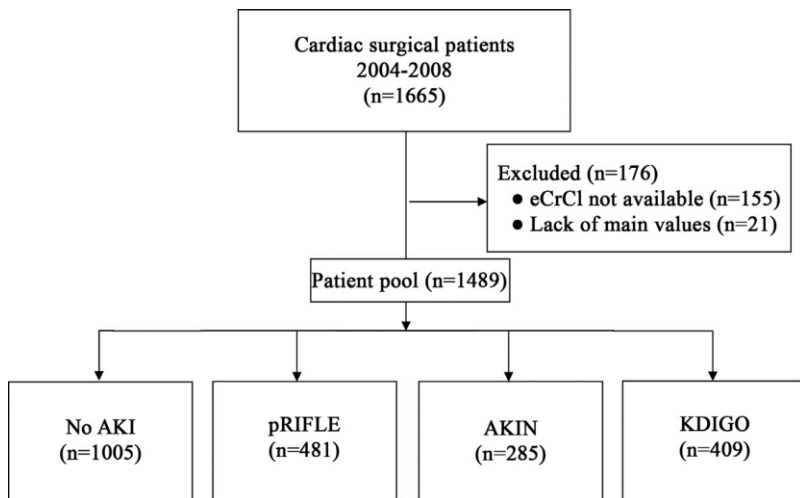 Cardiac surgical patients
2004-2008
(n=1665)
Excluded (n=176)
● eCrCl not available (n=155)
● Lack of main values (n=21)
Patient pool (n=1489)
No AKI
(n=1005)
pRIFLE
(n=481)
AKIN
(n=285)
KDIGO
(n=409)